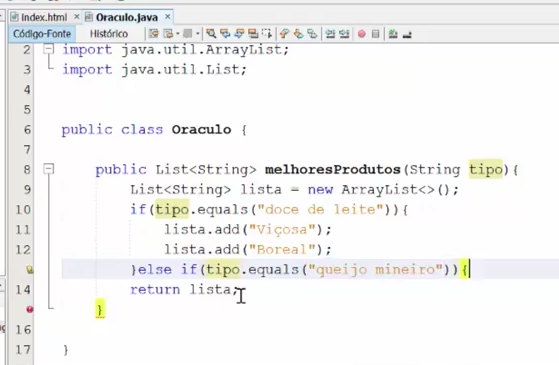 index.html Oraculo.java
Código-Fonte Histórico
2 import java.util.ArrayList;
3 import java.util.List;
4
5
6 public class Oraculo {
7
8 public List<String> melhoresProdutos(String tipo){
9 List<String> lista = new ArrayList<>();
10 if(tipo.equals("doce de leite")){
11 lista.add("Viçosa");
12 lista.add("Boreal");
}else if(tipo.equals("queijo mineiro")){
14 return lista;
}
16
17 }